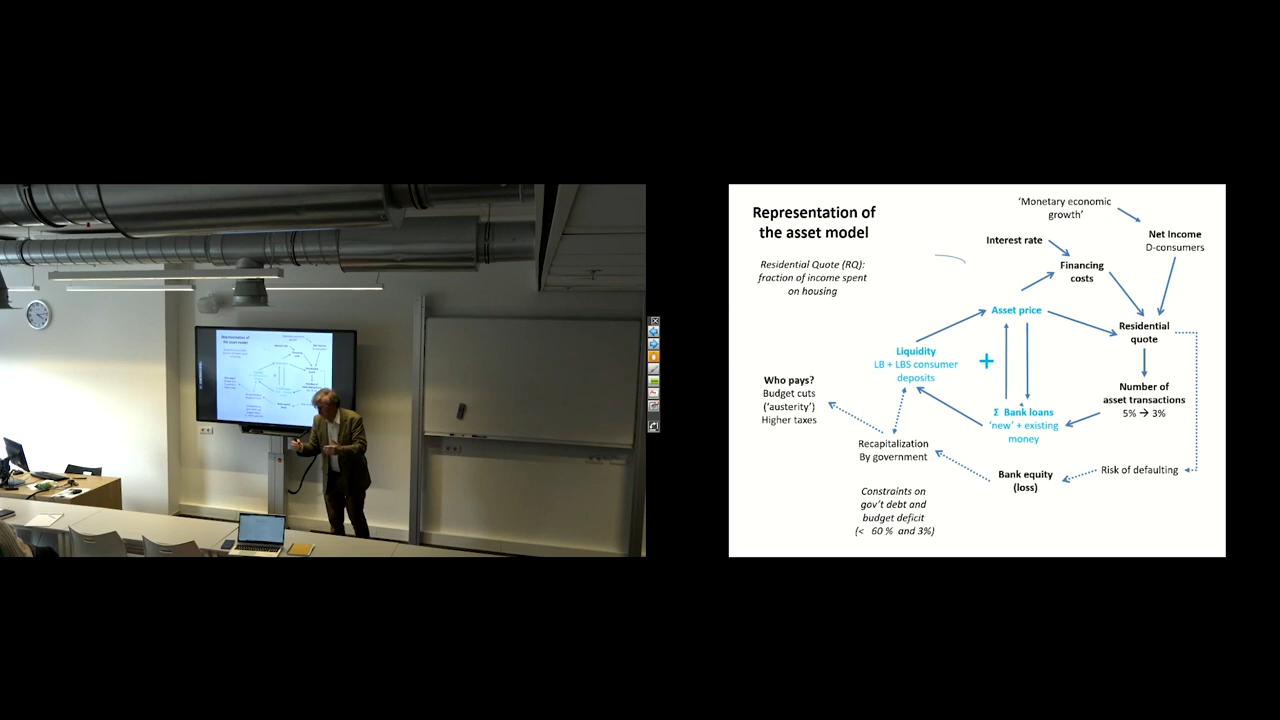 Representation of
the asset model
Residential Quote (RQ):
fraction of income spent
on housing
'Monetary economic
growth'
Net Income
D-consumers
Interest rate
Financing
costs
Asset price
Residential
quote
Liquidity
LB + LBS consumer
deposits
+
Who pays?
Budget cuts
('austerity')
Higher taxes
Number of
asset transactions
5% → 3%
Σ Bank loans
'new' + existing
money
Recapitalization
By government
Bank equity
(loss)
Risk of defaulting
Constraints on
gov't debt and
budget deficit
(< 60 % and 3%)